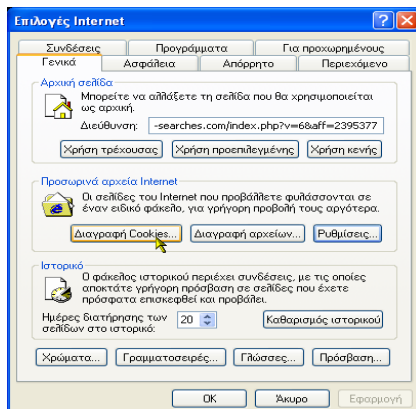 Επιλογές Internet
Συνδέσεις Προγράμματα Για προχωρημένους
Γενικά Ασφάλεια Απόρρητο Περιεχόμενο
Αρχική σελίδα
Μπορείτε να αλλάξετε τη σελίδα που θα χρησιμοποιείται
ως αρχική.
Διεύθυνση: -searches.com/index.php?v=6&aff=2395377
Χρήση τρέχουσας Χρήση προεπιλεγμένης Χρήση κενής
Προσωρινά αρχεία Internet
Οι σελίδες του Internet που προβάλλετε φυλάσσονται σε
έναν ειδικό φάκελο, για γρήγορη προβολή τους αργότερα.
Διαγραφή Cookies... Διαγραφή αρχείων... Ρυθμίσεις...
Ιστορικό
Ο φάκελος ιστορικού περιέχει συνδέσεις, με τις οποίες
αποκτάτε γρήγορη πρόσβαση σε σελίδες που έχετε
πρόσφατα επισκεφθεί και προβάλει.
Ημέρες διατήρησης των
σελίδων στο ιστορικό: 20 Καθαρισμός ιστορικού
Χρώματα... Γραμματοσειρές... Γλώσσες... Πρόσβαση...
OK Άκυρο Εφαρμογή